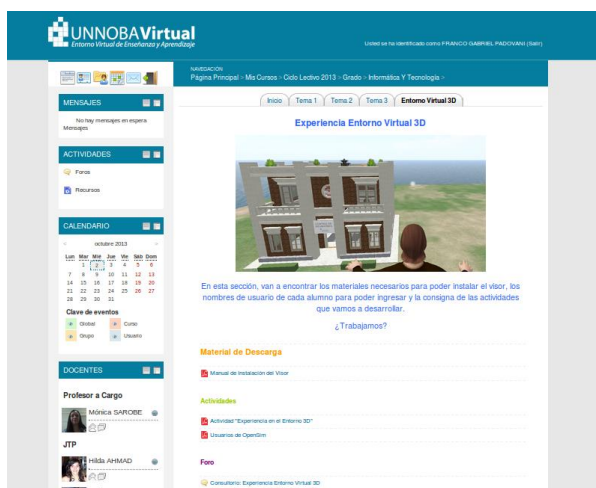 UNNOBAVirtual
Entorno Virtual de Enseñanza y Aprendizaje
Usted se ha identificado como FRANCO GABRIEL PADOVANI (Salir)
NAVEGACIÓN
Página Principal » Mis Cursos » Ciclo Lectivo 2013 » Grado » Informática Y Tecnología »
MENSAJES
No hay mensajes en espera
Mensajes
ACTIVIDADES
Foros
Recursos
CALENDARIO
octubre 2013
Lun Mar Mié Jue Vie Sáb Dom
1 2 3 4 5 6
7 8 9 10 11 12 13
14 15 16 17 18 19 20
21 22 23 24 25 26 27
28 29 30 31
Clave de eventos
Global Curso
Grupo Usuario
DOCENTES
Profesor a Cargo
Mónica SAROBE
JTP
Hilda AHMAD
Inicio Tema 1 Tema 2 Tema 3 Entorno Virtual 3D
Experiencia Entorno Virtual 3D
En esta sección, van a encontrar los materiales necesarios para poder instalar el visor, los
nombres de usuario de cada alumno para poder ingresar y la consigna de las actividades
que vamos a desarrollar.
¿Trabajamos?
Material de Descarga
Manual de Instalación del Visor
Actividades
Actividad "Experiencia en el Entorno 3D"
Usuarios de OpenSim
Foro
Consultorio: Experiencia Entorno Virtual 3D